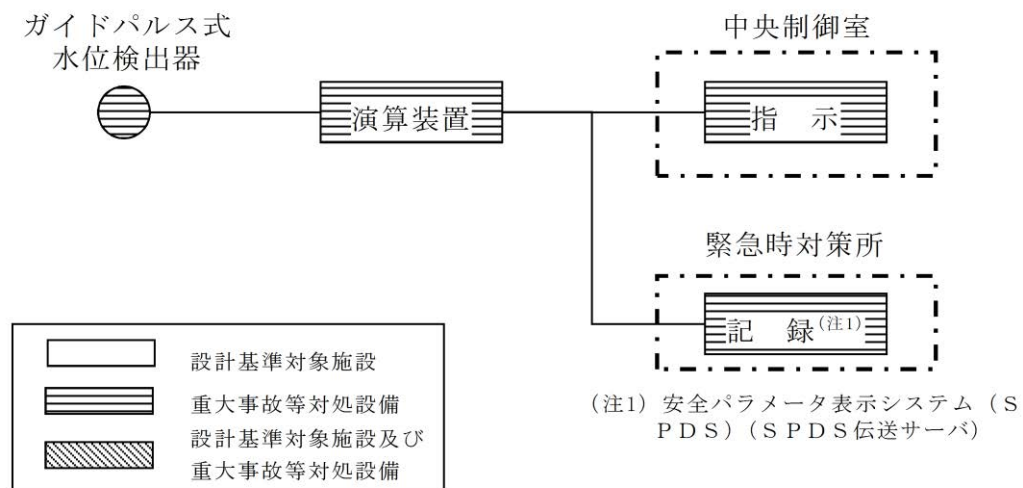 ガイドパルス式
水位検出器
演算装置
中央制御室
指　示
緊急時対策所
記　録(注1)
(注1) 安全パラメータ表示システム（Ｓ
ＰＤＳ）（ＳＰＤＳ伝送サーバ）
設計基準対象施設
重大事故等対処設備
設計基準対象施設及び
重大事故等対処設備